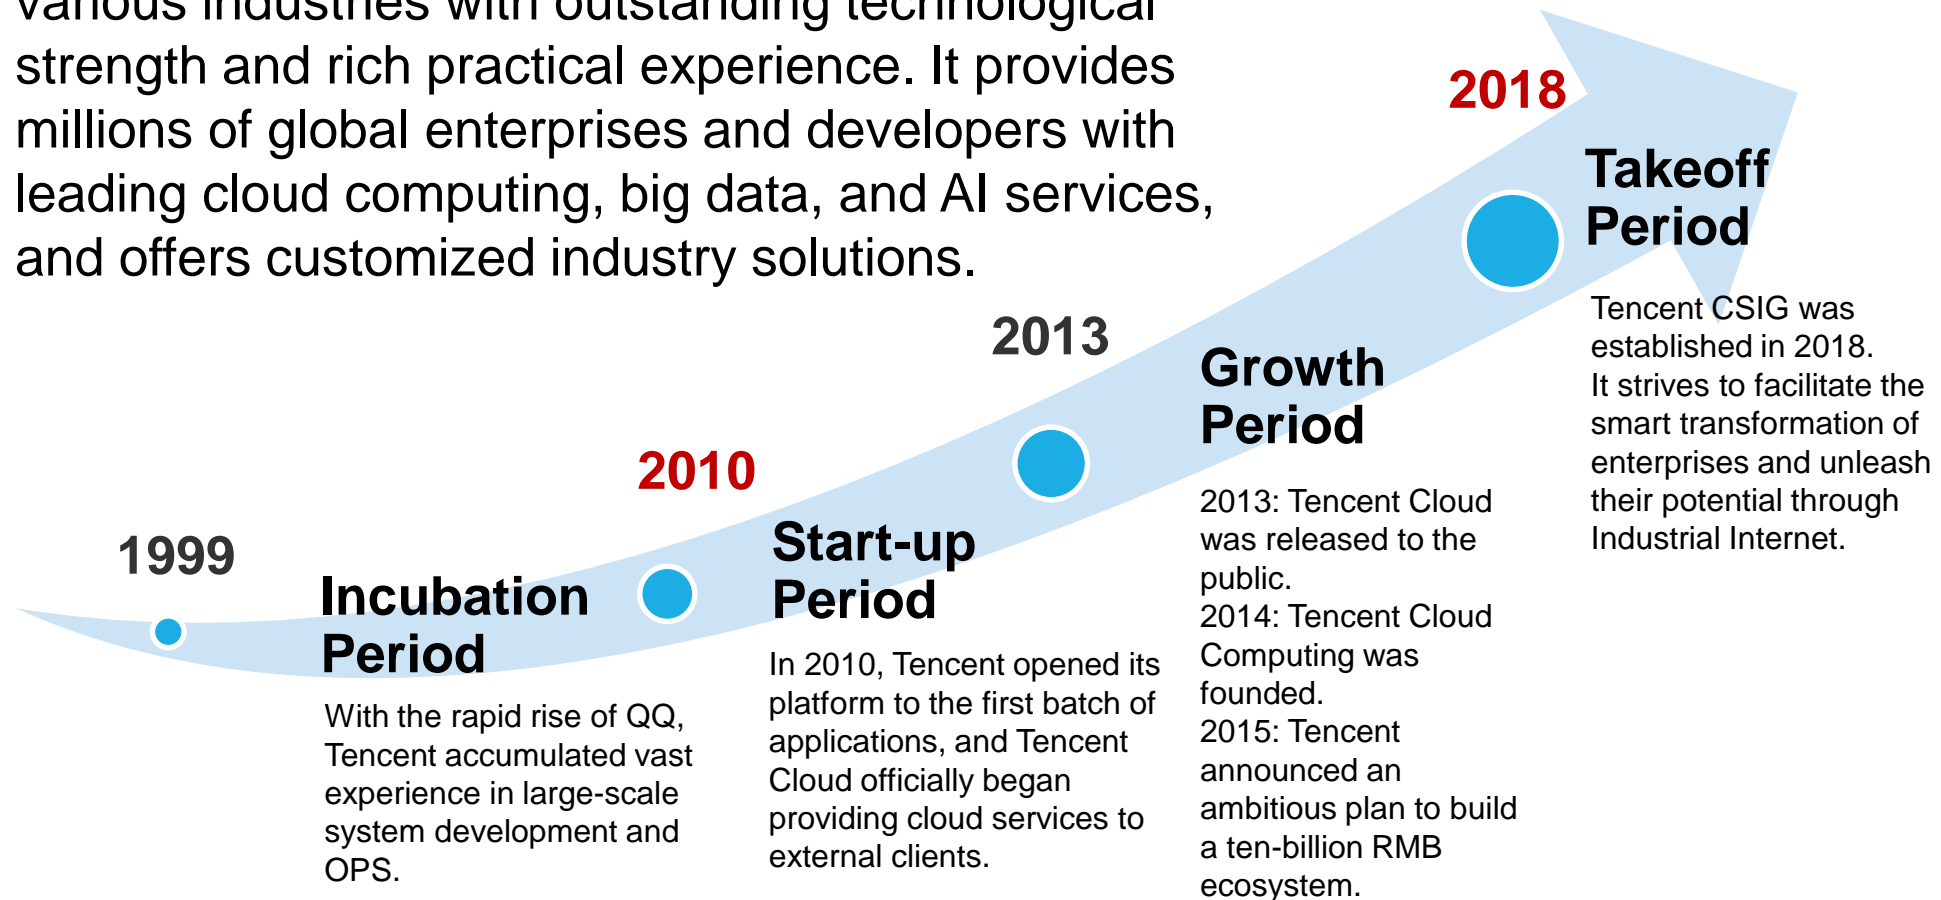 various industries with outstanding technological
strength and rich practical experience. It provides
millions of global enterprises and developers with
leading cloud computing, big data, and AI services,
and offers customized industry solutions.
1999
Incubation
Period
With the rapid rise of QQ,
Tencent accumulated vast
experience in large-scale
system development and
OPS.
2010
Start-up
Period
In 2010, Tencent opened its
platform to the first batch of
applications, and Tencent
Cloud officially began
providing cloud services to
external clients.
2013
Growth
Period
2013: Tencent Cloud
was released to the
public.
2014: Tencent Cloud
Computing was
founded.
2015: Tencent
announced an
ambitious plan to build
a ten-billion RMB
ecosystem.
2018
Takeoff
Period
Tencent CSIG was
established in 2018.
It strives to facilitate the
smart transformation of
enterprises and unleash
their potential through
Industrial Internet.